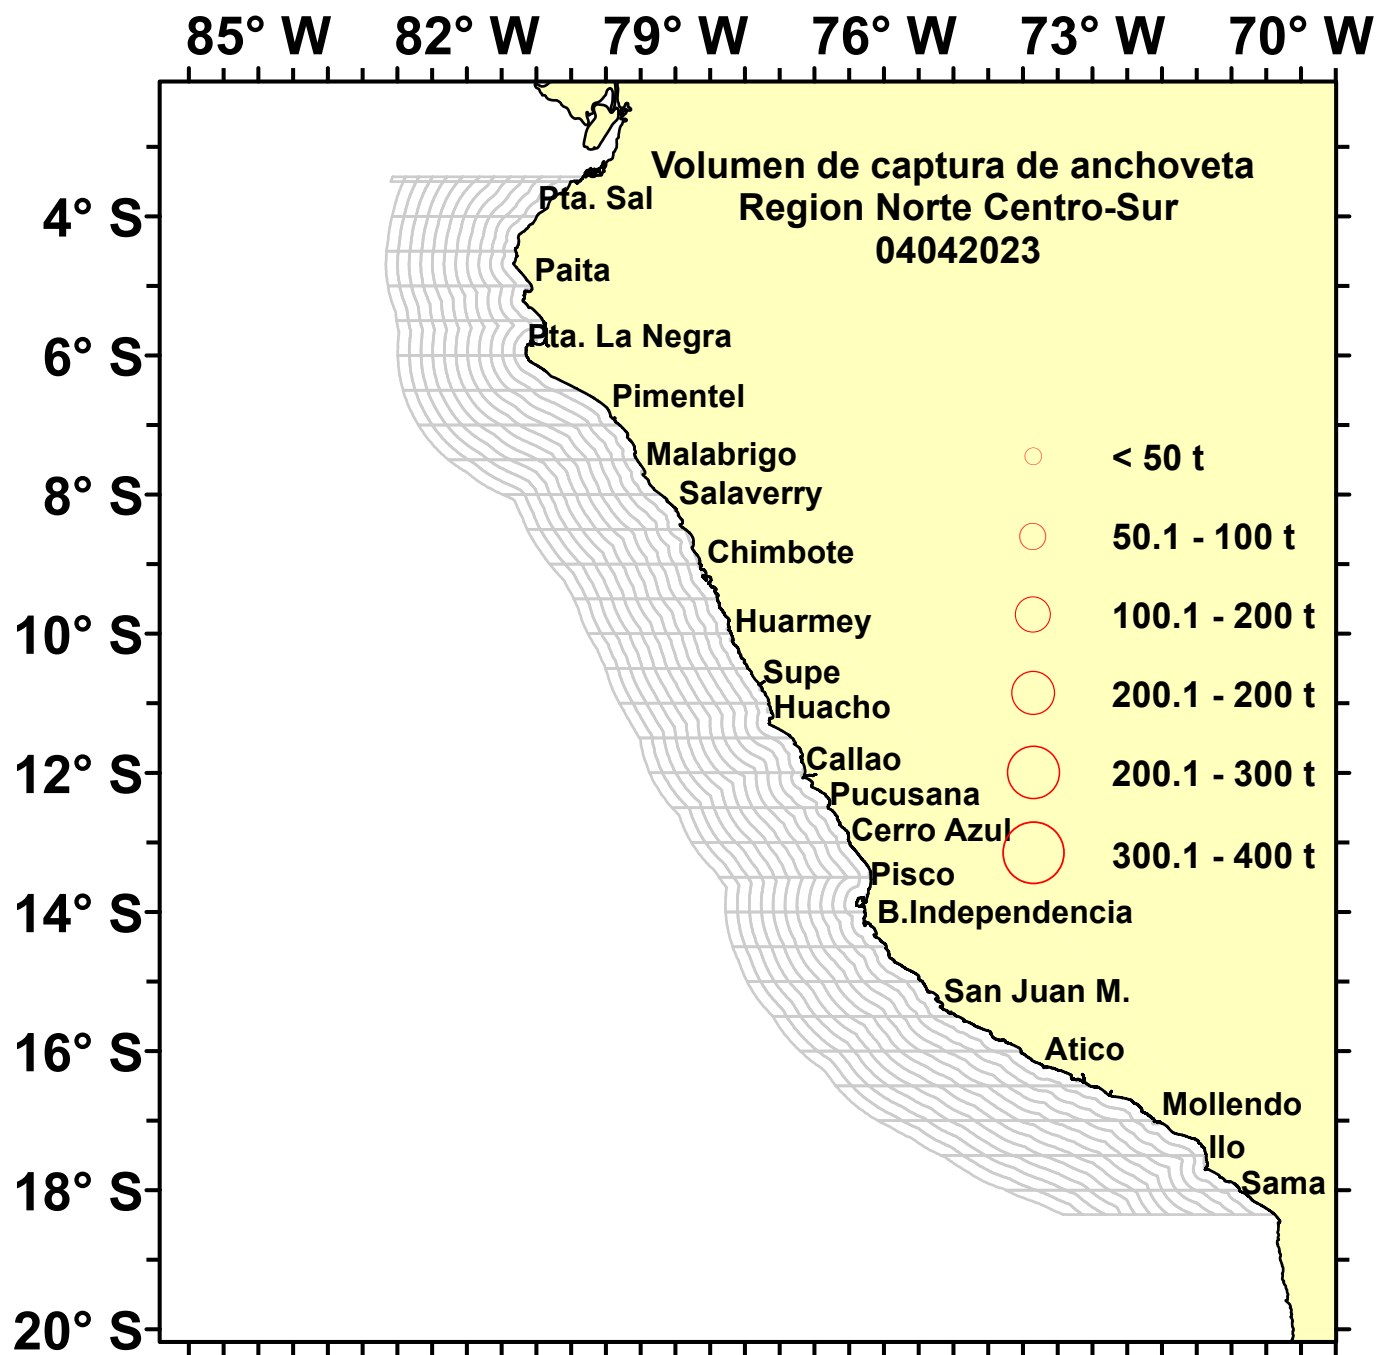 85° W 82° W 79° W 76° W 73° W 70° W
Volumen de captura de anchoveta
Region Norte Centro-Sur
04042023
4° S
6° S
8° S
10° S
12° S
14° S
16° S
18° S
20° S
Pta. Sal
Paita
Pta. La Negra
Pimentel
Malabrigo
Salaverry
Chimbote
Huarmey
Supe
Huacho
Callao
Pucusana
Cerro Azul
Pisco
B.Independencia
San Juan M.
Atico
Mollendo
Ilo
Sama
< 50 t
50.1 - 100 t
100.1 - 200 t
200.1 - 200 t
200.1 - 300 t
300.1 - 400 t